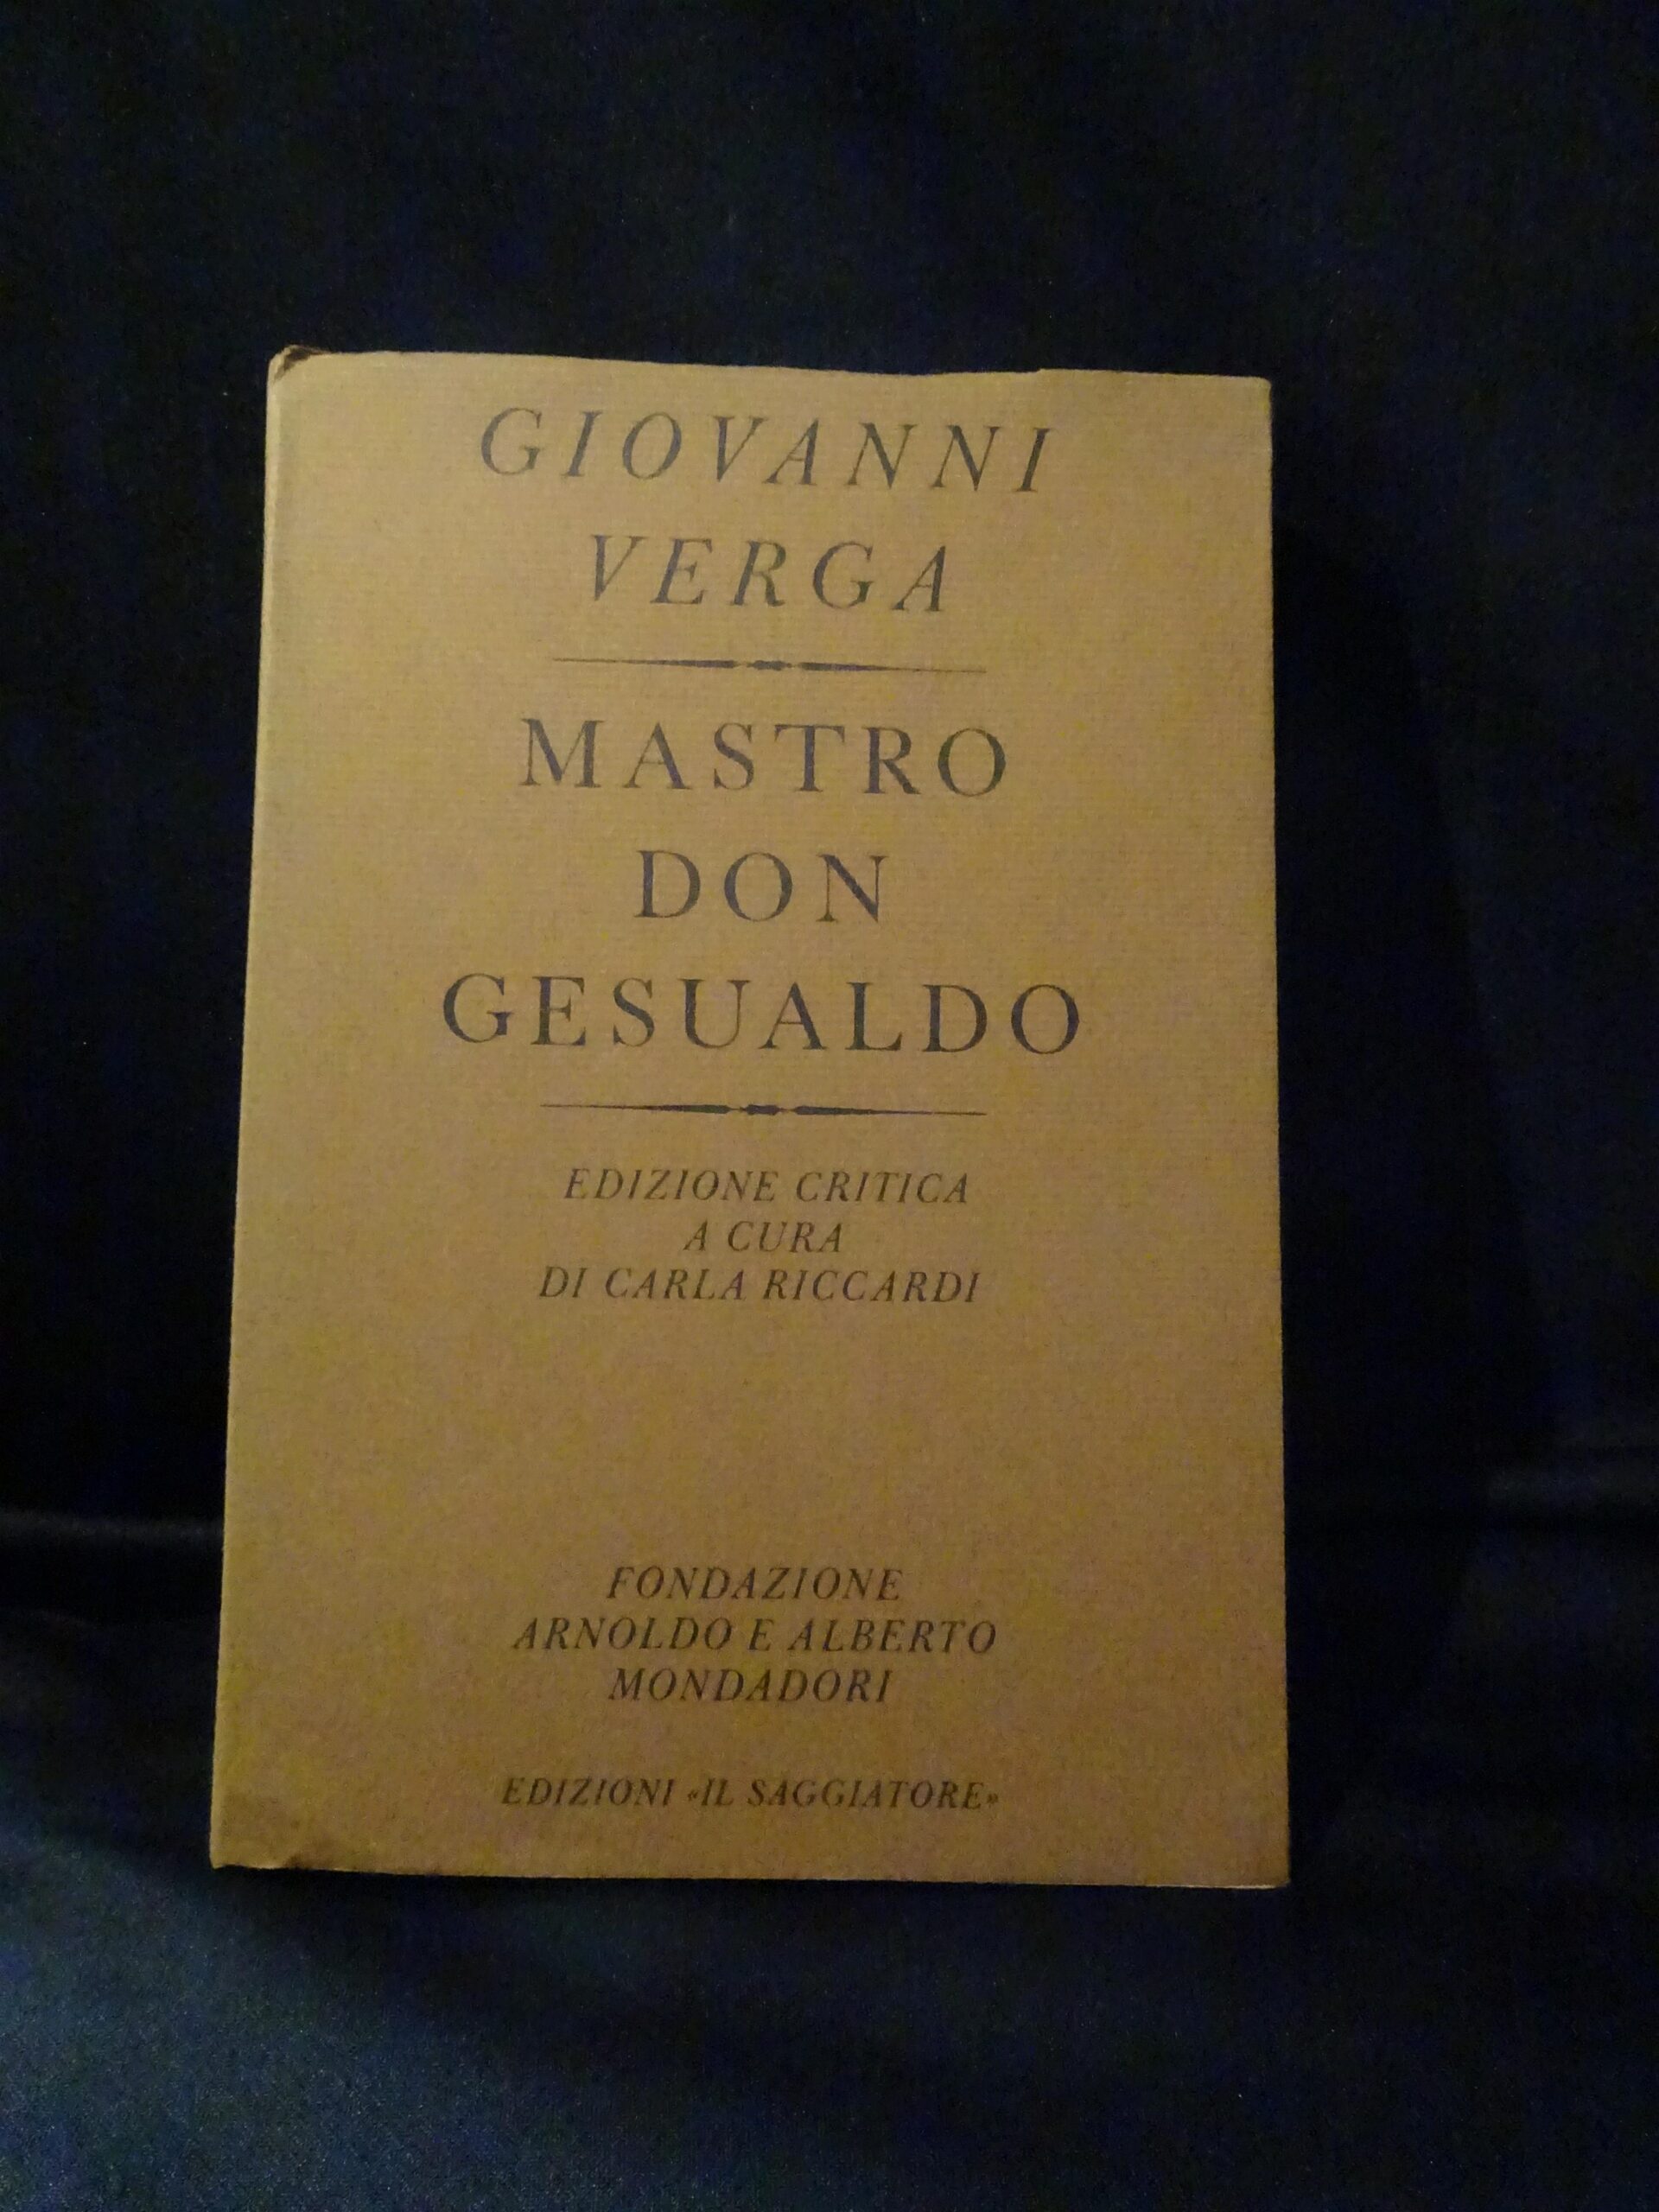 GIOVANNI
VERGA
MASTRO
DON
GESUALDO
EDIZIONE CRITICA
A CURA
DI CARLA RICCARDI
FONDAZIONE
ARNOLDO E ALBERTO
MONDADORI
EDIZIONI «IL SAGGIATORE»